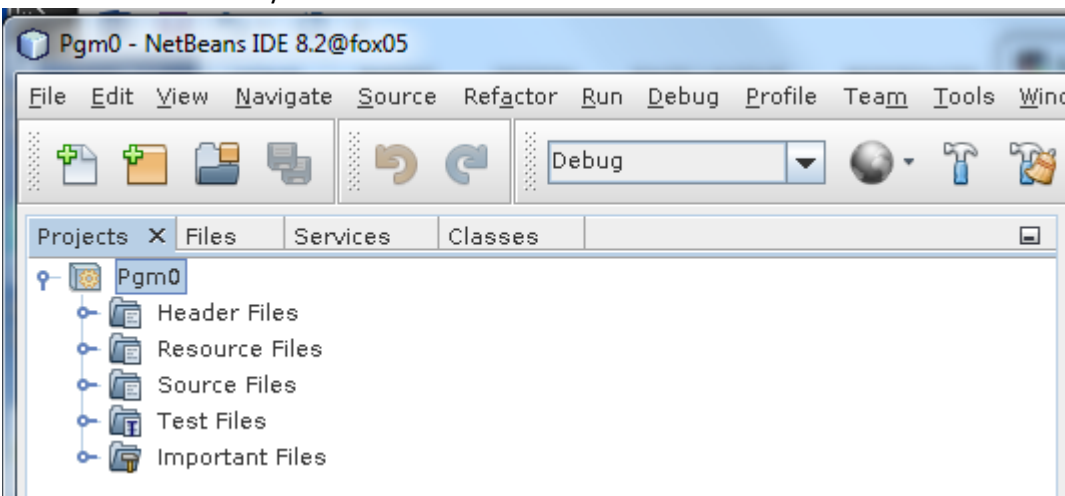 Pgm0 - NetBeans IDE 8.2@fox05
File Edit View Navigate Source Refactor Run Debug Profile Team Tools Wind
Debug
Projects Files Services Classes
Pgm0
Header Files
Resource Files
Source Files
Test Files
Important Files